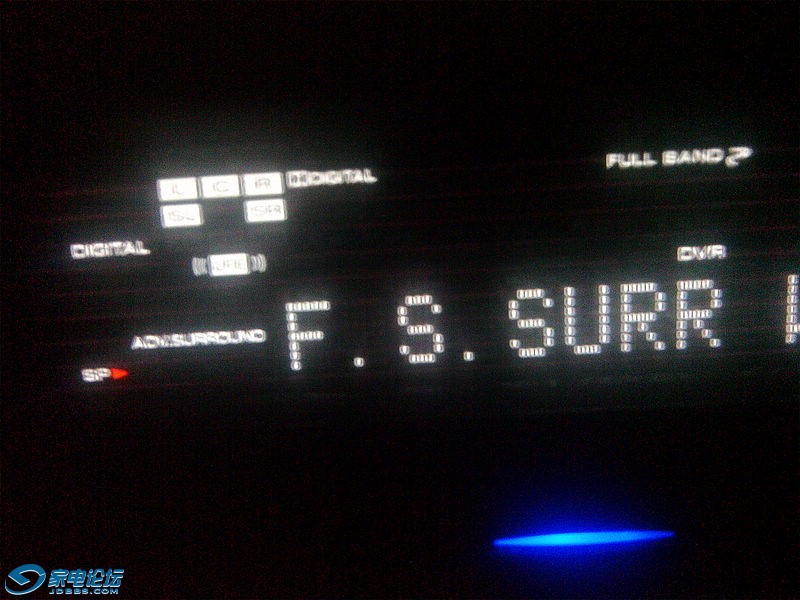 FULL BAND
L C R DIGITAL
SL SR
DIGITAL
LFE
DVR
F.S.SURR
ADV.SURROUND
SP
家电论坛
JDBBS.COM